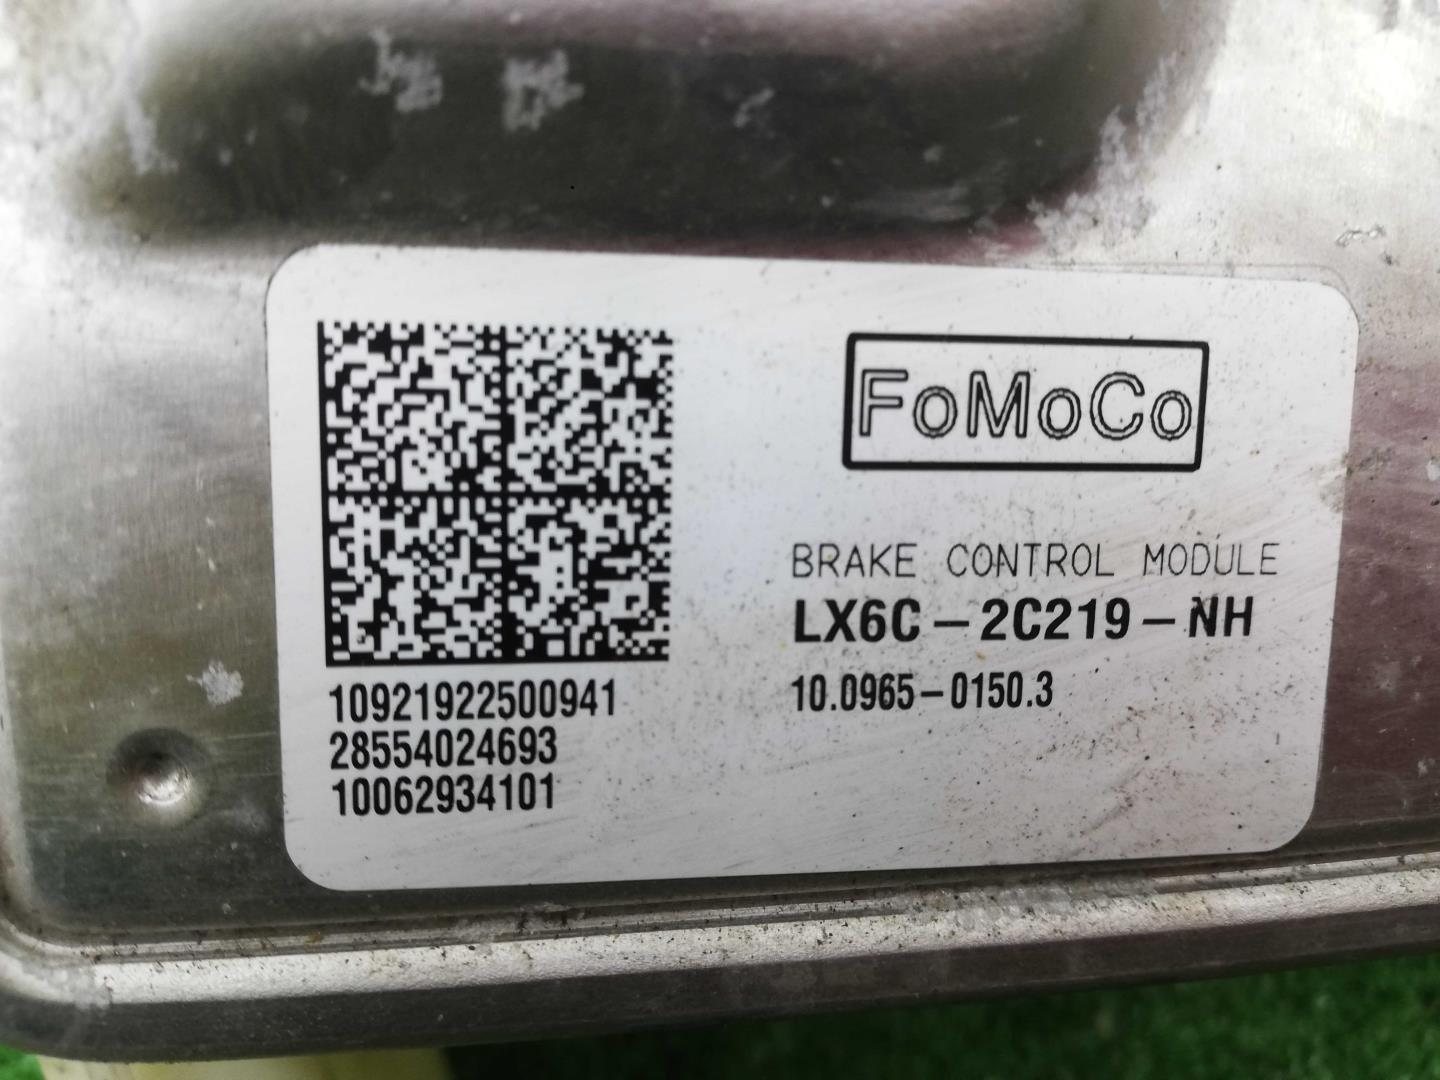 FoMoCo
BRAKE CONTROL MODULE
LX6C-2C219-NH
10.0965-0150.3
10921922500941
28554024693
10062934101